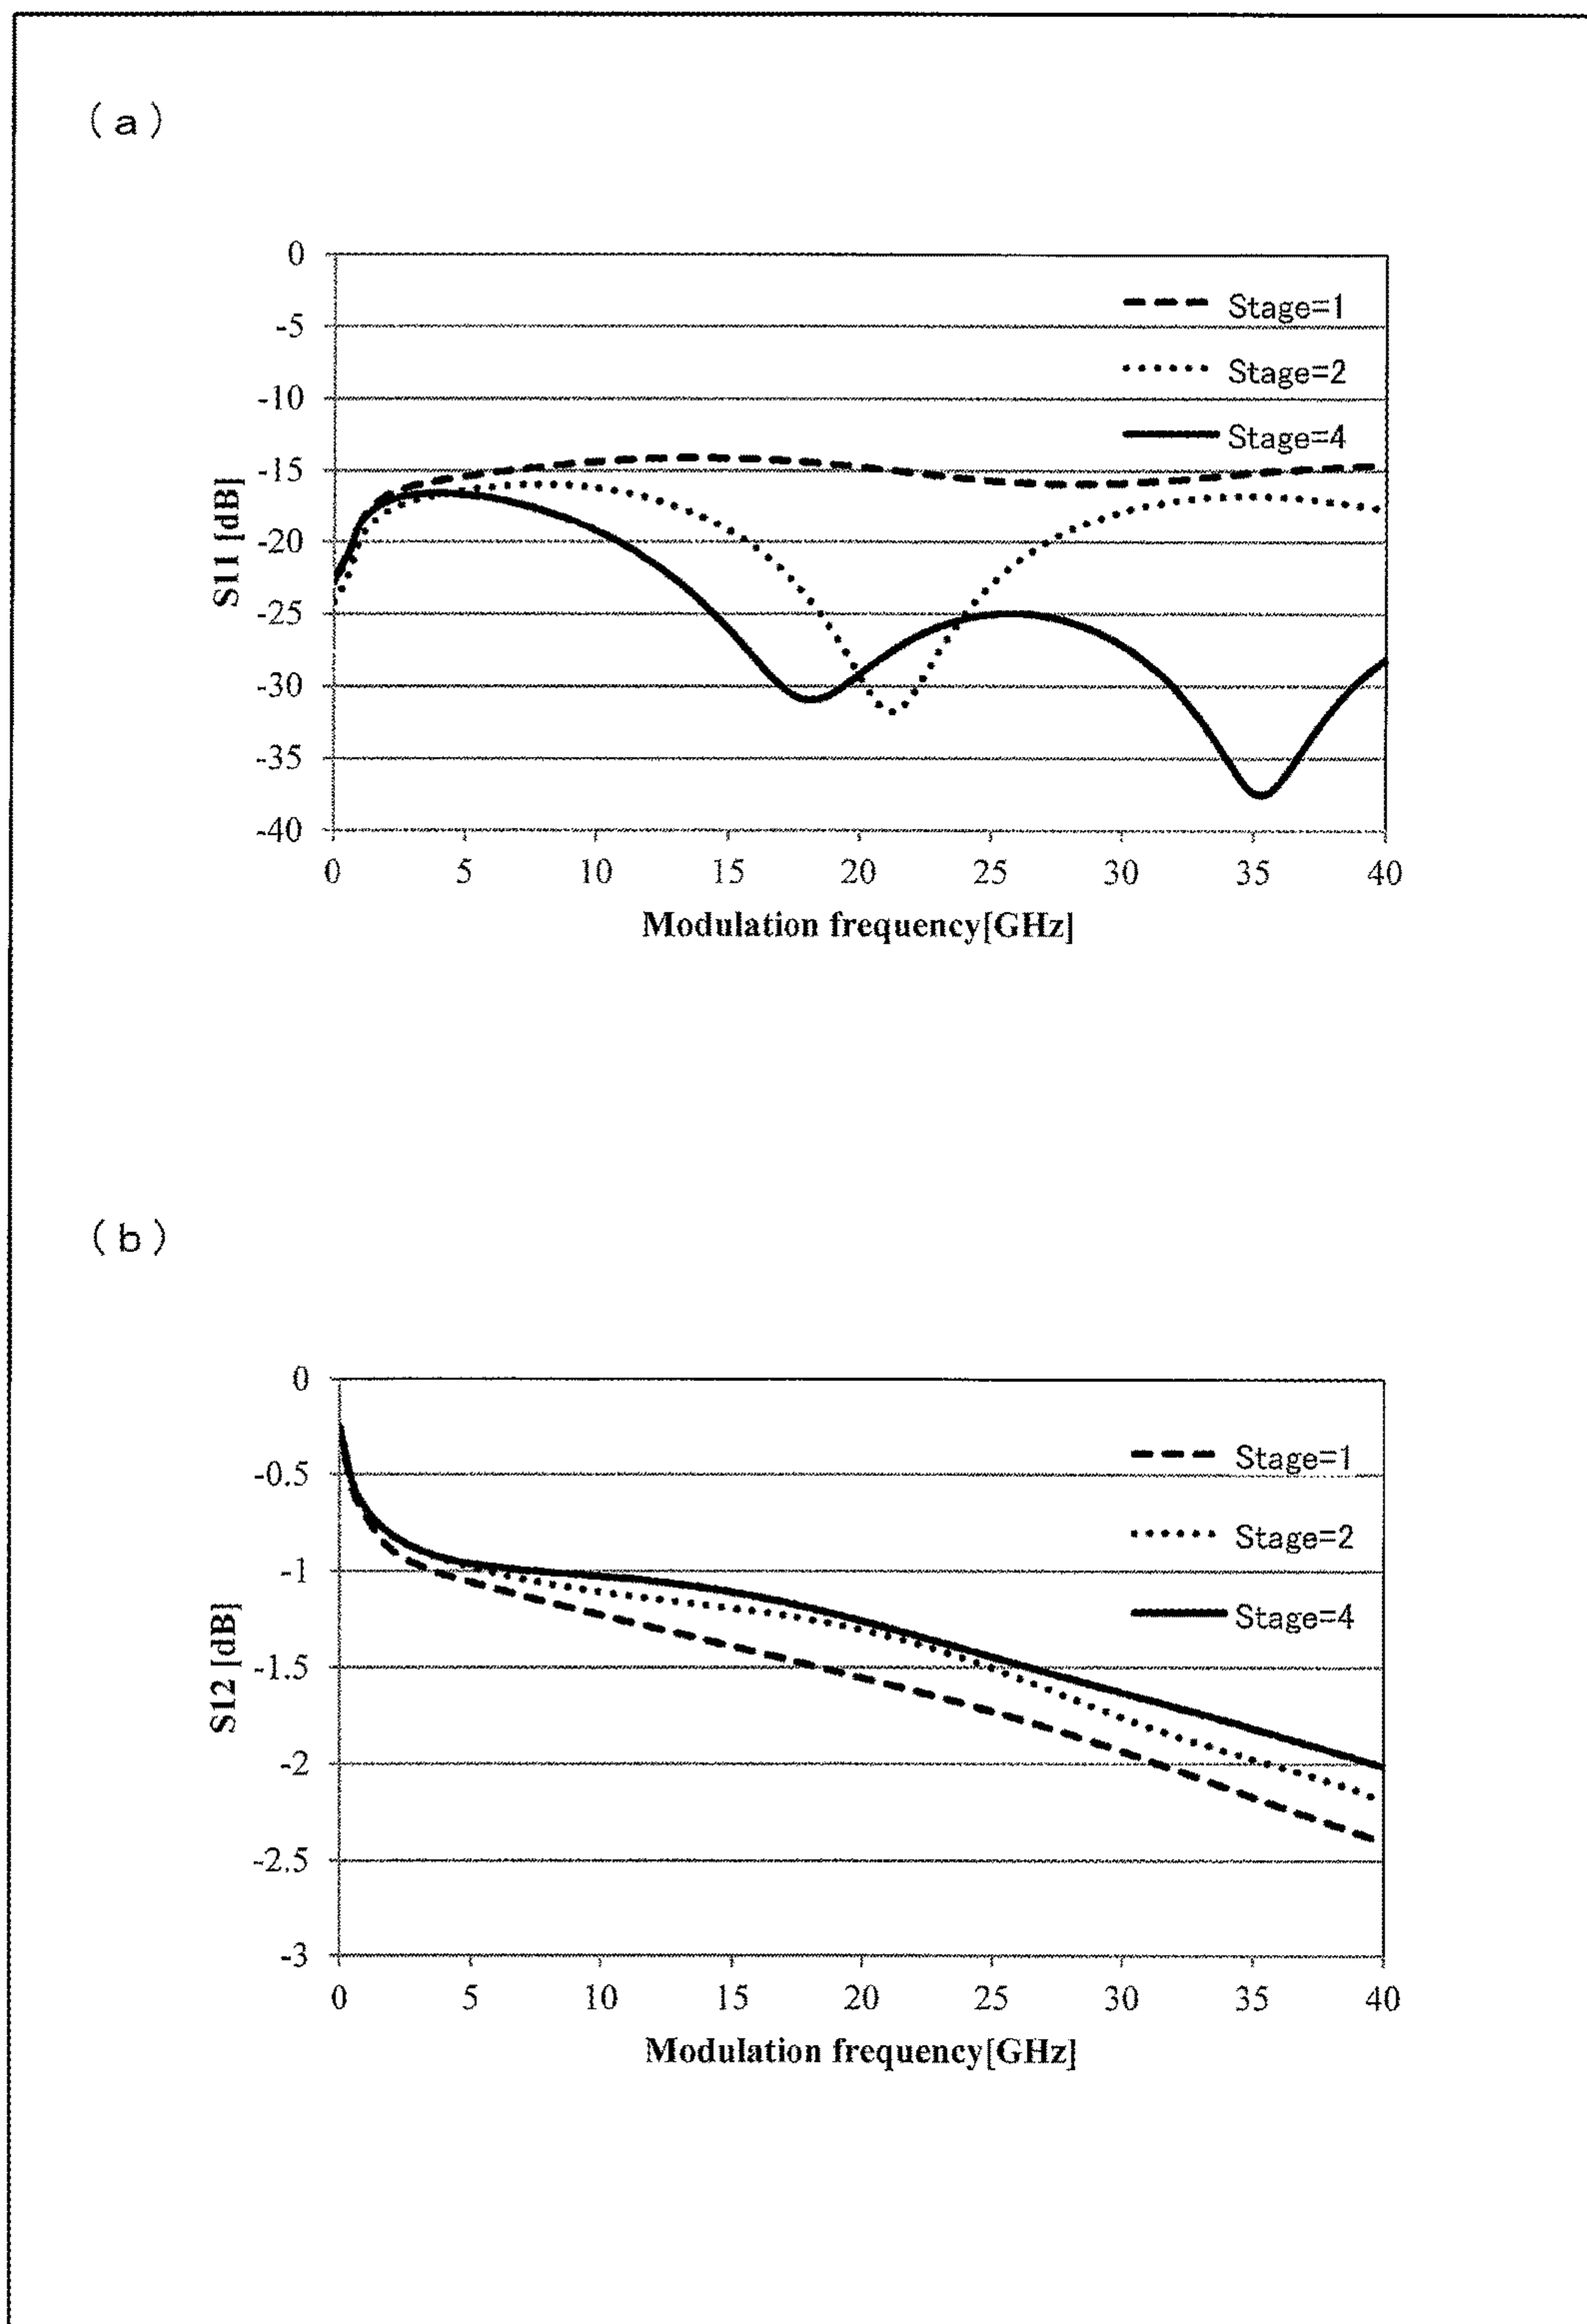 (a)
0
-5
-10
-15
-20
-25
-30
-35
-40
S11 [dB]
Stage=1
Stage=2
Stage=4
0 5 10 15 20 25 30 35 40
Modulation frequency[GHz]
(b)
0
-0.5
-1
-1.5
-2
-2.5
-3
S12 [dB]
Stage=1
Stage=2
Stage=4
0 5 10 15 20 25 30 35 40
Modulation frequency[GHz]